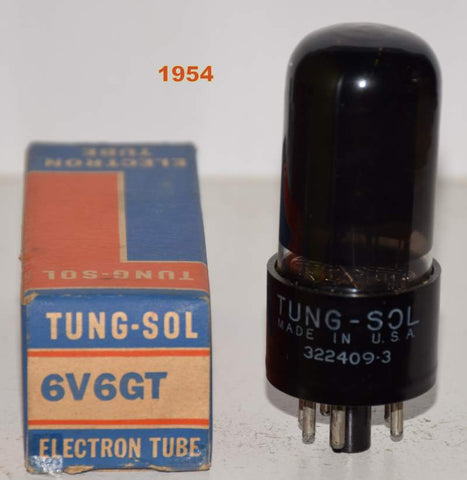 1954
ELECTRON
TUBE
TUNG-SOL
TUNG-SOL
6V6GT
ELECTRON TUBE
TUNG-SOL
MADE IN U.S.A.
322409-3